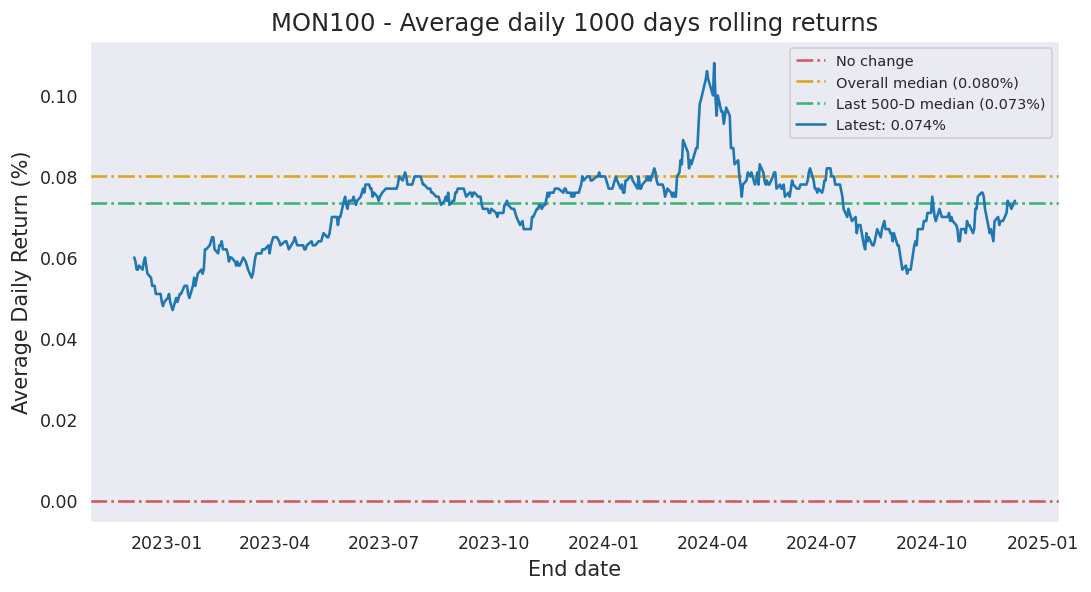 MON100 - Average daily 1000 days rolling returns
No change
Overall median (0.080%)
Last 500-D median (0.073%)
Latest: 0.074%
Average Daily Return (%)
0.10
0.08
0.06
0.04
0.02
0.00
2023-01 2023-04 2023-07 2023-10 2024-01 2024-04 2024-07 2024-10 2025-01
End date